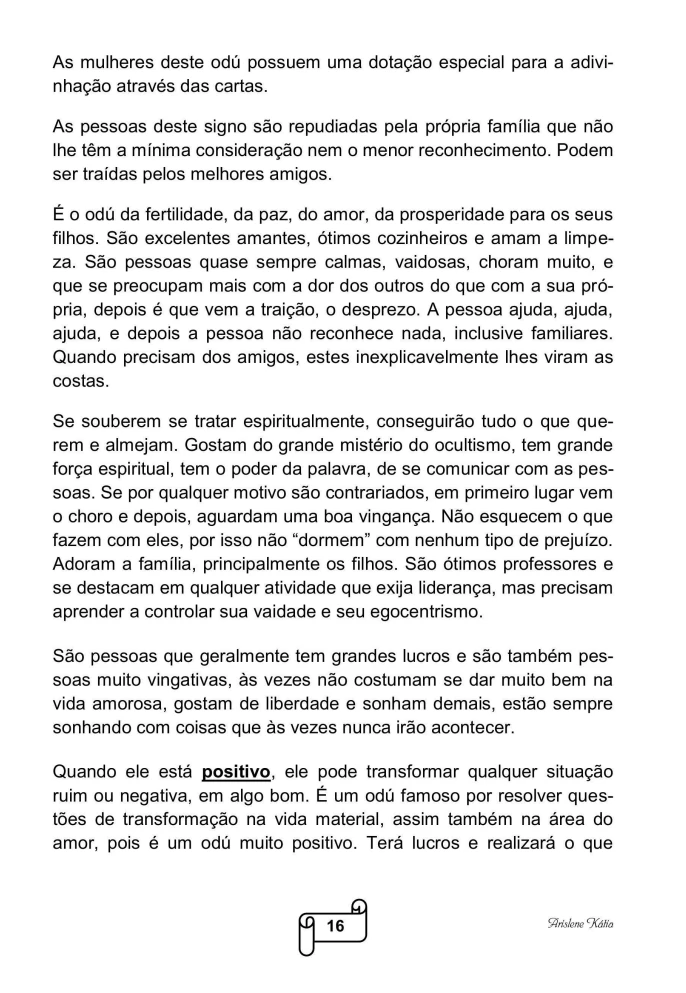 As mulheres deste odú possuem uma dotação especial para a adivi-
nhação através das cartas.
As pessoas deste signo são repudiadas pela própria família que não
lhe têm a mínima consideração nem o menor reconhecimento. Podem
ser traídas pelos melhores amigos.
É o odú da fertilidade, da paz, do amor, da prosperidade para os seus
filhos. São excelentes amantes, ótimos cozinheiros e amam a limpe-
za. São pessoas quase sempre calmas, vaidosas, choram muito, e
que se preocupam mais com a dor dos outros do que com a sua pró-
pria, depois é que vem a traição, o desprezo. A pessoa ajuda, ajuda,
ajuda, e depois a pessoa não reconhece nada, inclusive familiares.
Quando precisam dos amigos, estes inexplicavelmente lhes viram as
costas.
Se souberem se tratar espiritualmente, conseguirão tudo o que que-
rem e almejam. Gostam do grande mistério do ocultismo, tem grande
força espiritual, tem o poder da palavra, de se comunicar com as pes-
soas. Se por qualquer motivo são contrariados, em primeiro lugar vem
o choro e depois, aguardam uma boa vingança. Não esquecem o que
fazem com eles, por isso não “dormem” com nenhum tipo de prejuízo.
Adoram a família, principalmente os filhos. São ótimos professores e
se destacam em qualquer atividade que exija liderança, mas precisam
aprender a controlar sua vaidade e seu egocentrismo.
São pessoas que geralmente tem grandes lucros e são também pes-
soas muito vingativas, às vezes não costumam se dar muito bem na
vida amorosa, gostam de liberdade e sonham demais, estão sempre
sonhando com coisas que às vezes nunca irão acontecer.
Quando ele está positivo, ele pode transformar qualquer situação
ruim ou negativa, em algo bom. É um odú famoso por resolver ques-
tões de transformação na vida material, assim também na área do
amor, pois é um odú muito positivo. Terá lucros e realizará o que
16
Arislene Kátia